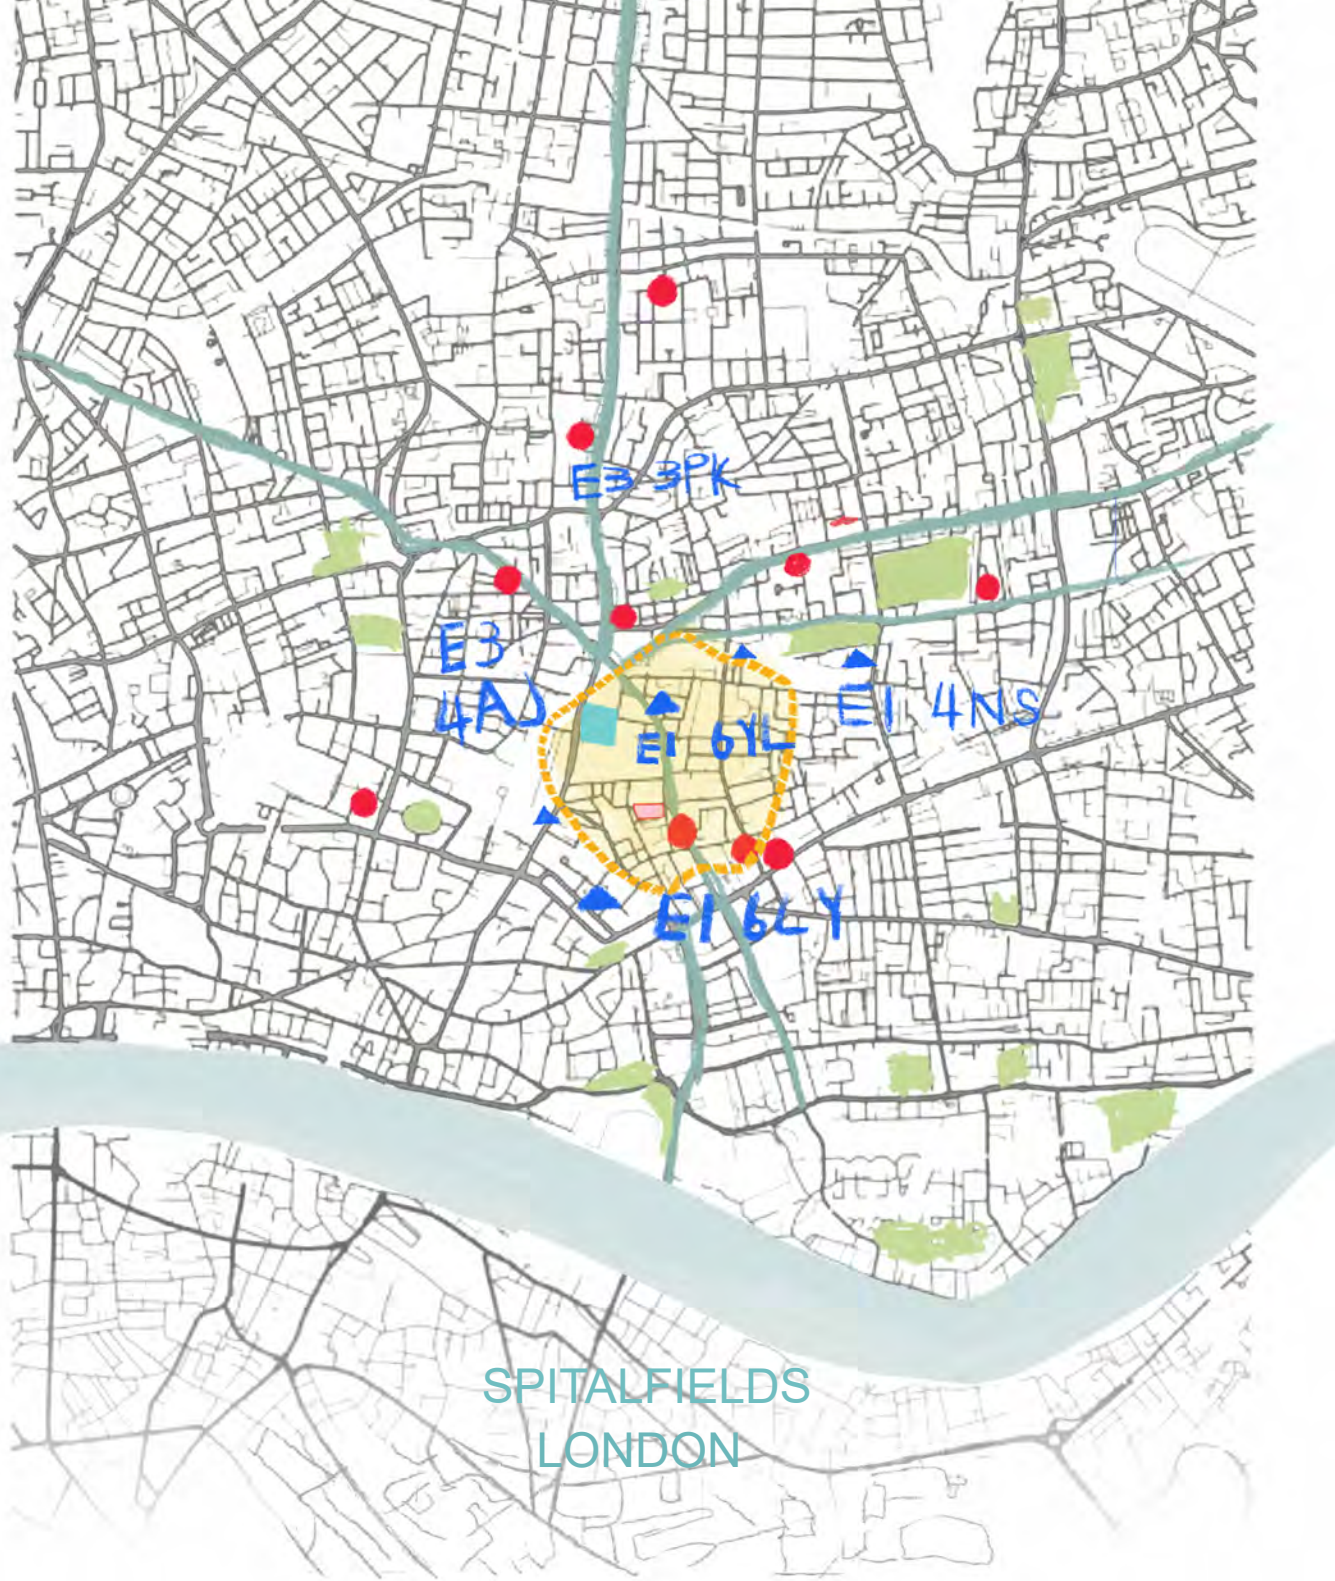 E3 3PK
E3
4AJ
E1 4NS
E1 6YL
E1 6LY
SPITALFIELDS
LONDON